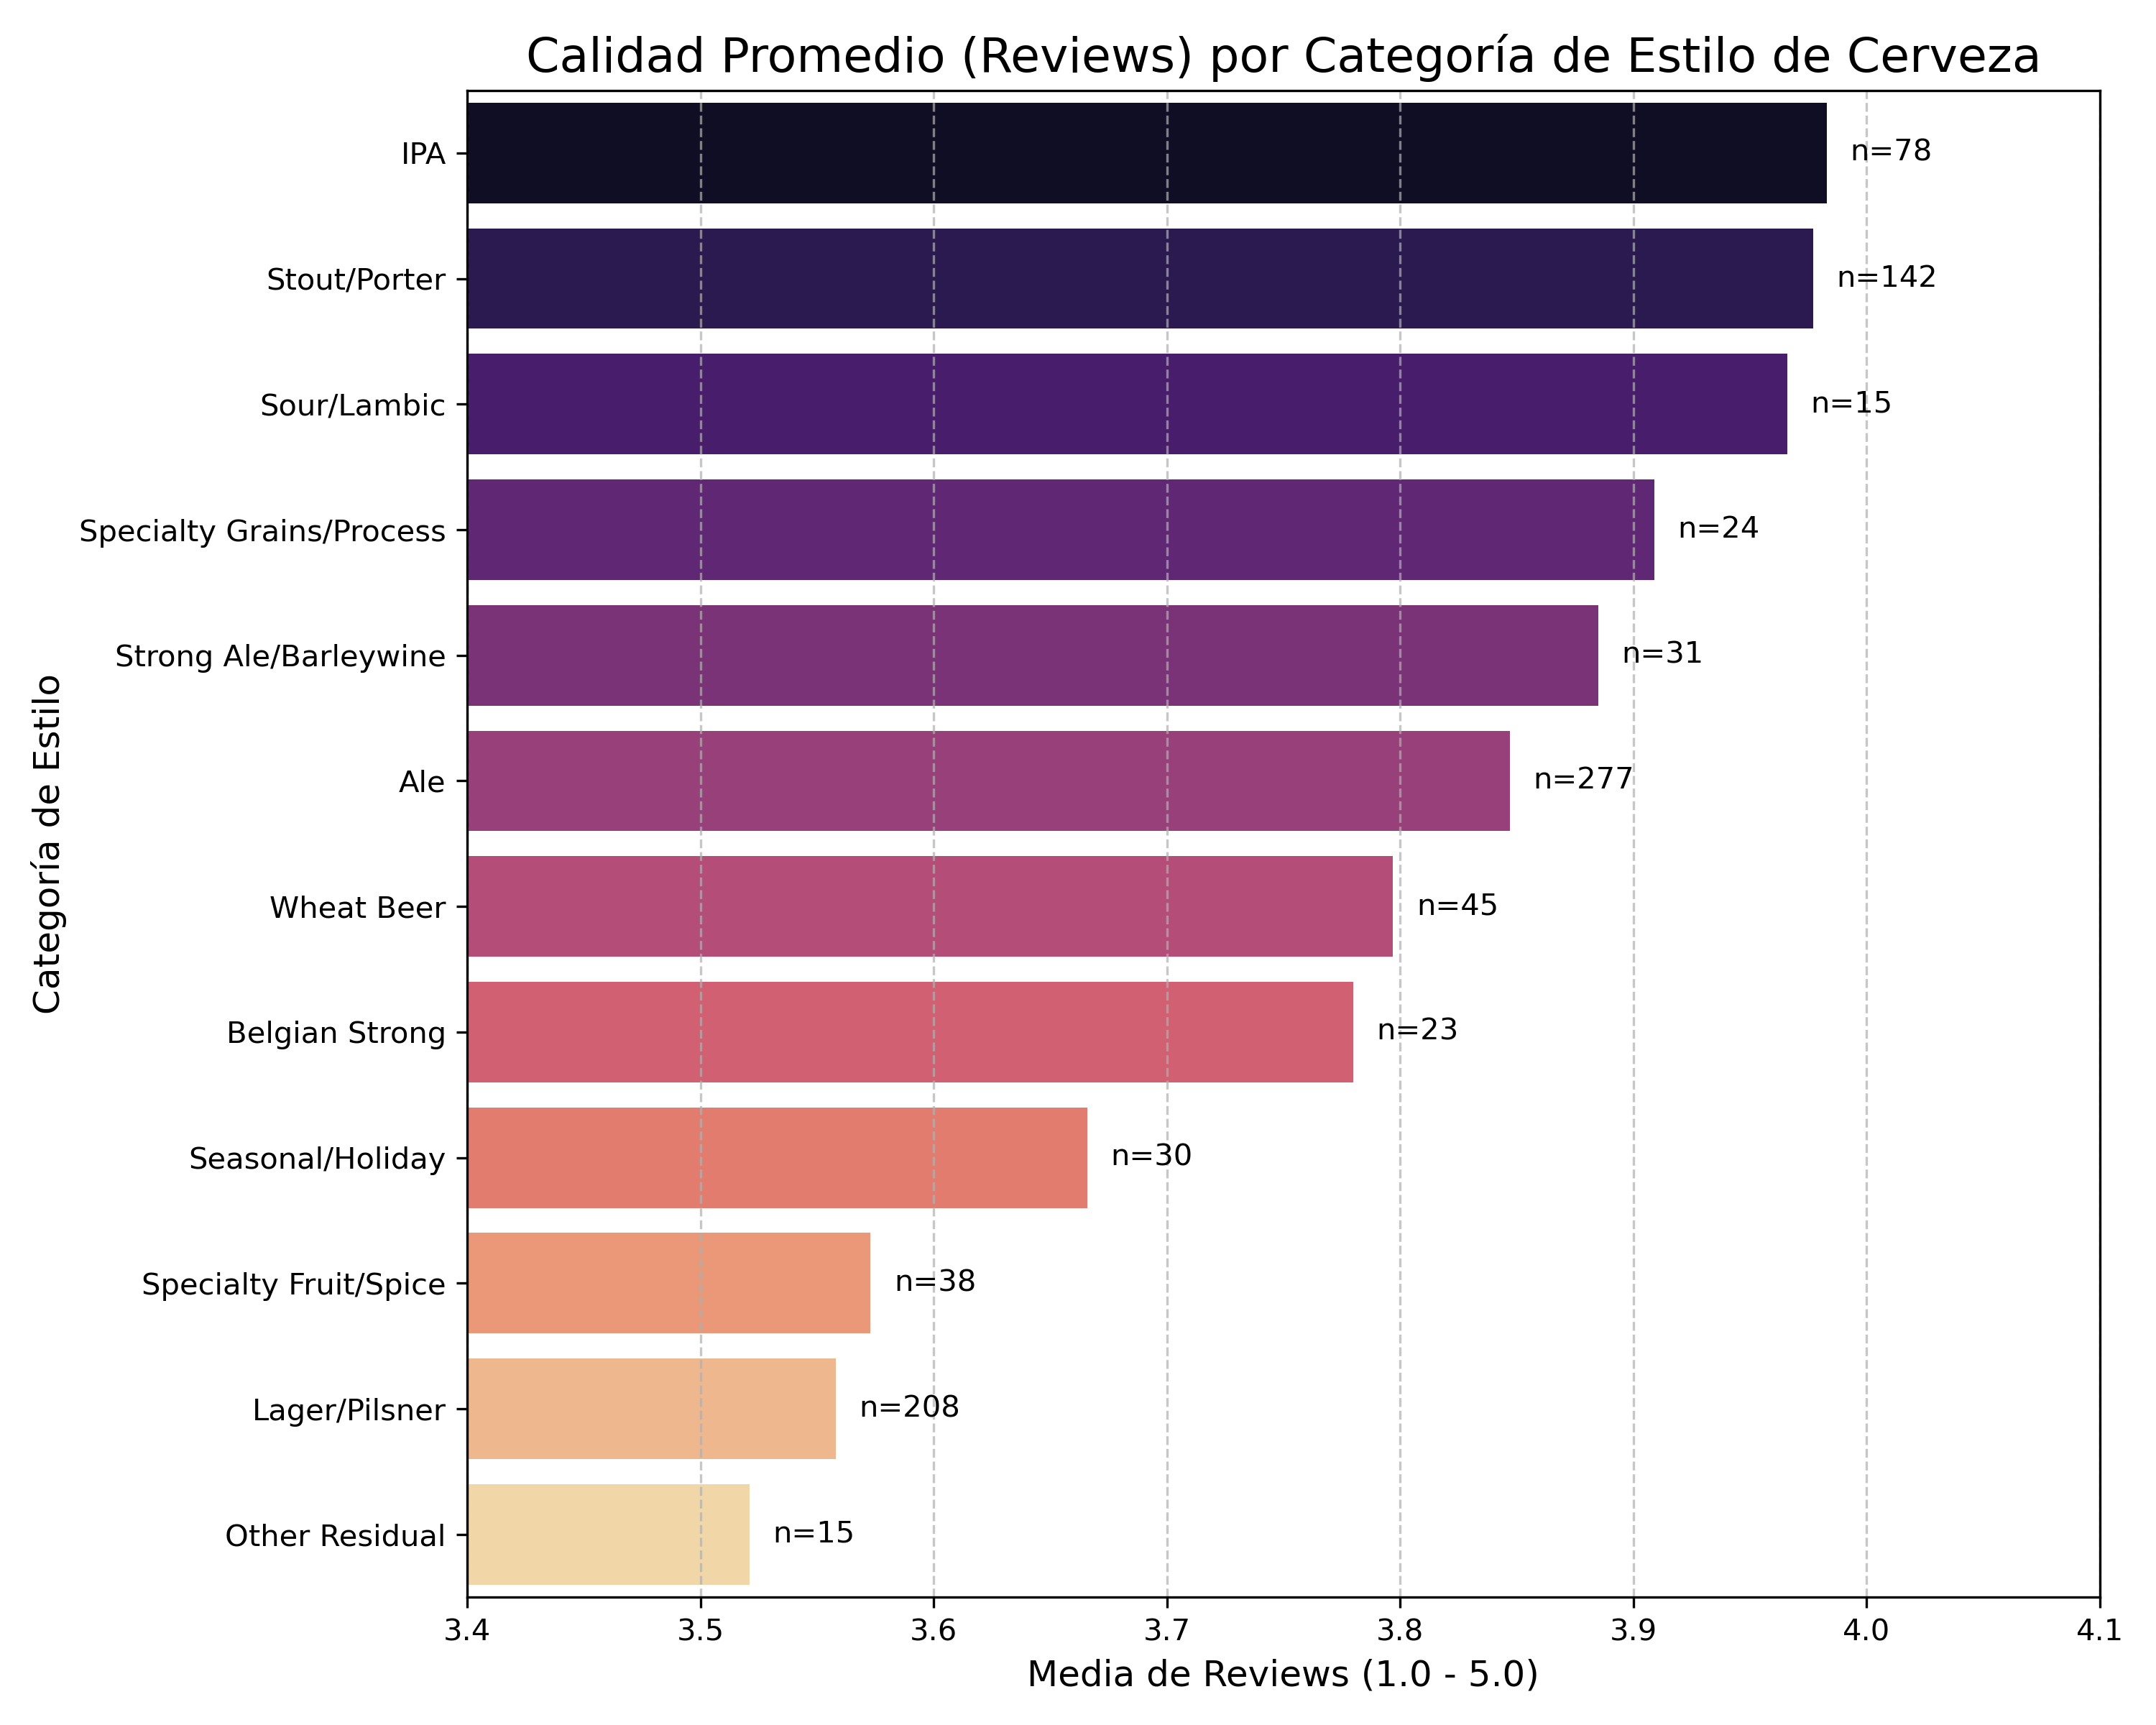 Calidad Promedio (Reviews) por Categoría de Estilo de Cerveza
Categoría de Estilo
IPA
n=78
Stout/Porter
n=142
Sour/Lambic
n=15
Specialty Grains/Process
n=24
Strong Ale/Barleywine
n=31
Ale
n=277
Wheat Beer
n=45
Belgian Strong
n=23
Seasonal/Holiday
n=30
Specialty Fruit/Spice
n=38
Lager/Pilsner
n=208
Other Residual
n=15
3.4 3.5 3.6 3.7 3.8 3.9 4.0 4.1
Media de Reviews (1.0 - 5.0)